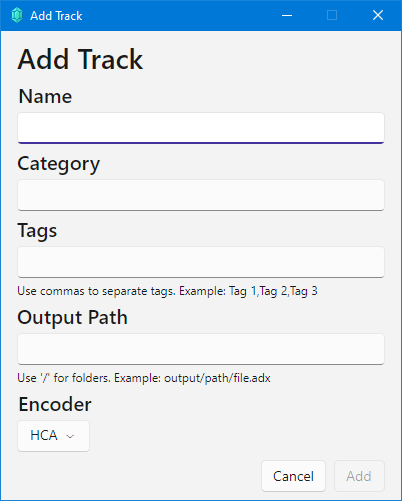 Add Track
Add Track
Name
Category
Tags
Use commas to separate tags. Example: Tag 1,Tag 2,Tag 3
Output Path
Use '/' for folders. Example: output/path/file.adx
Encoder
HCA
Cancel Add